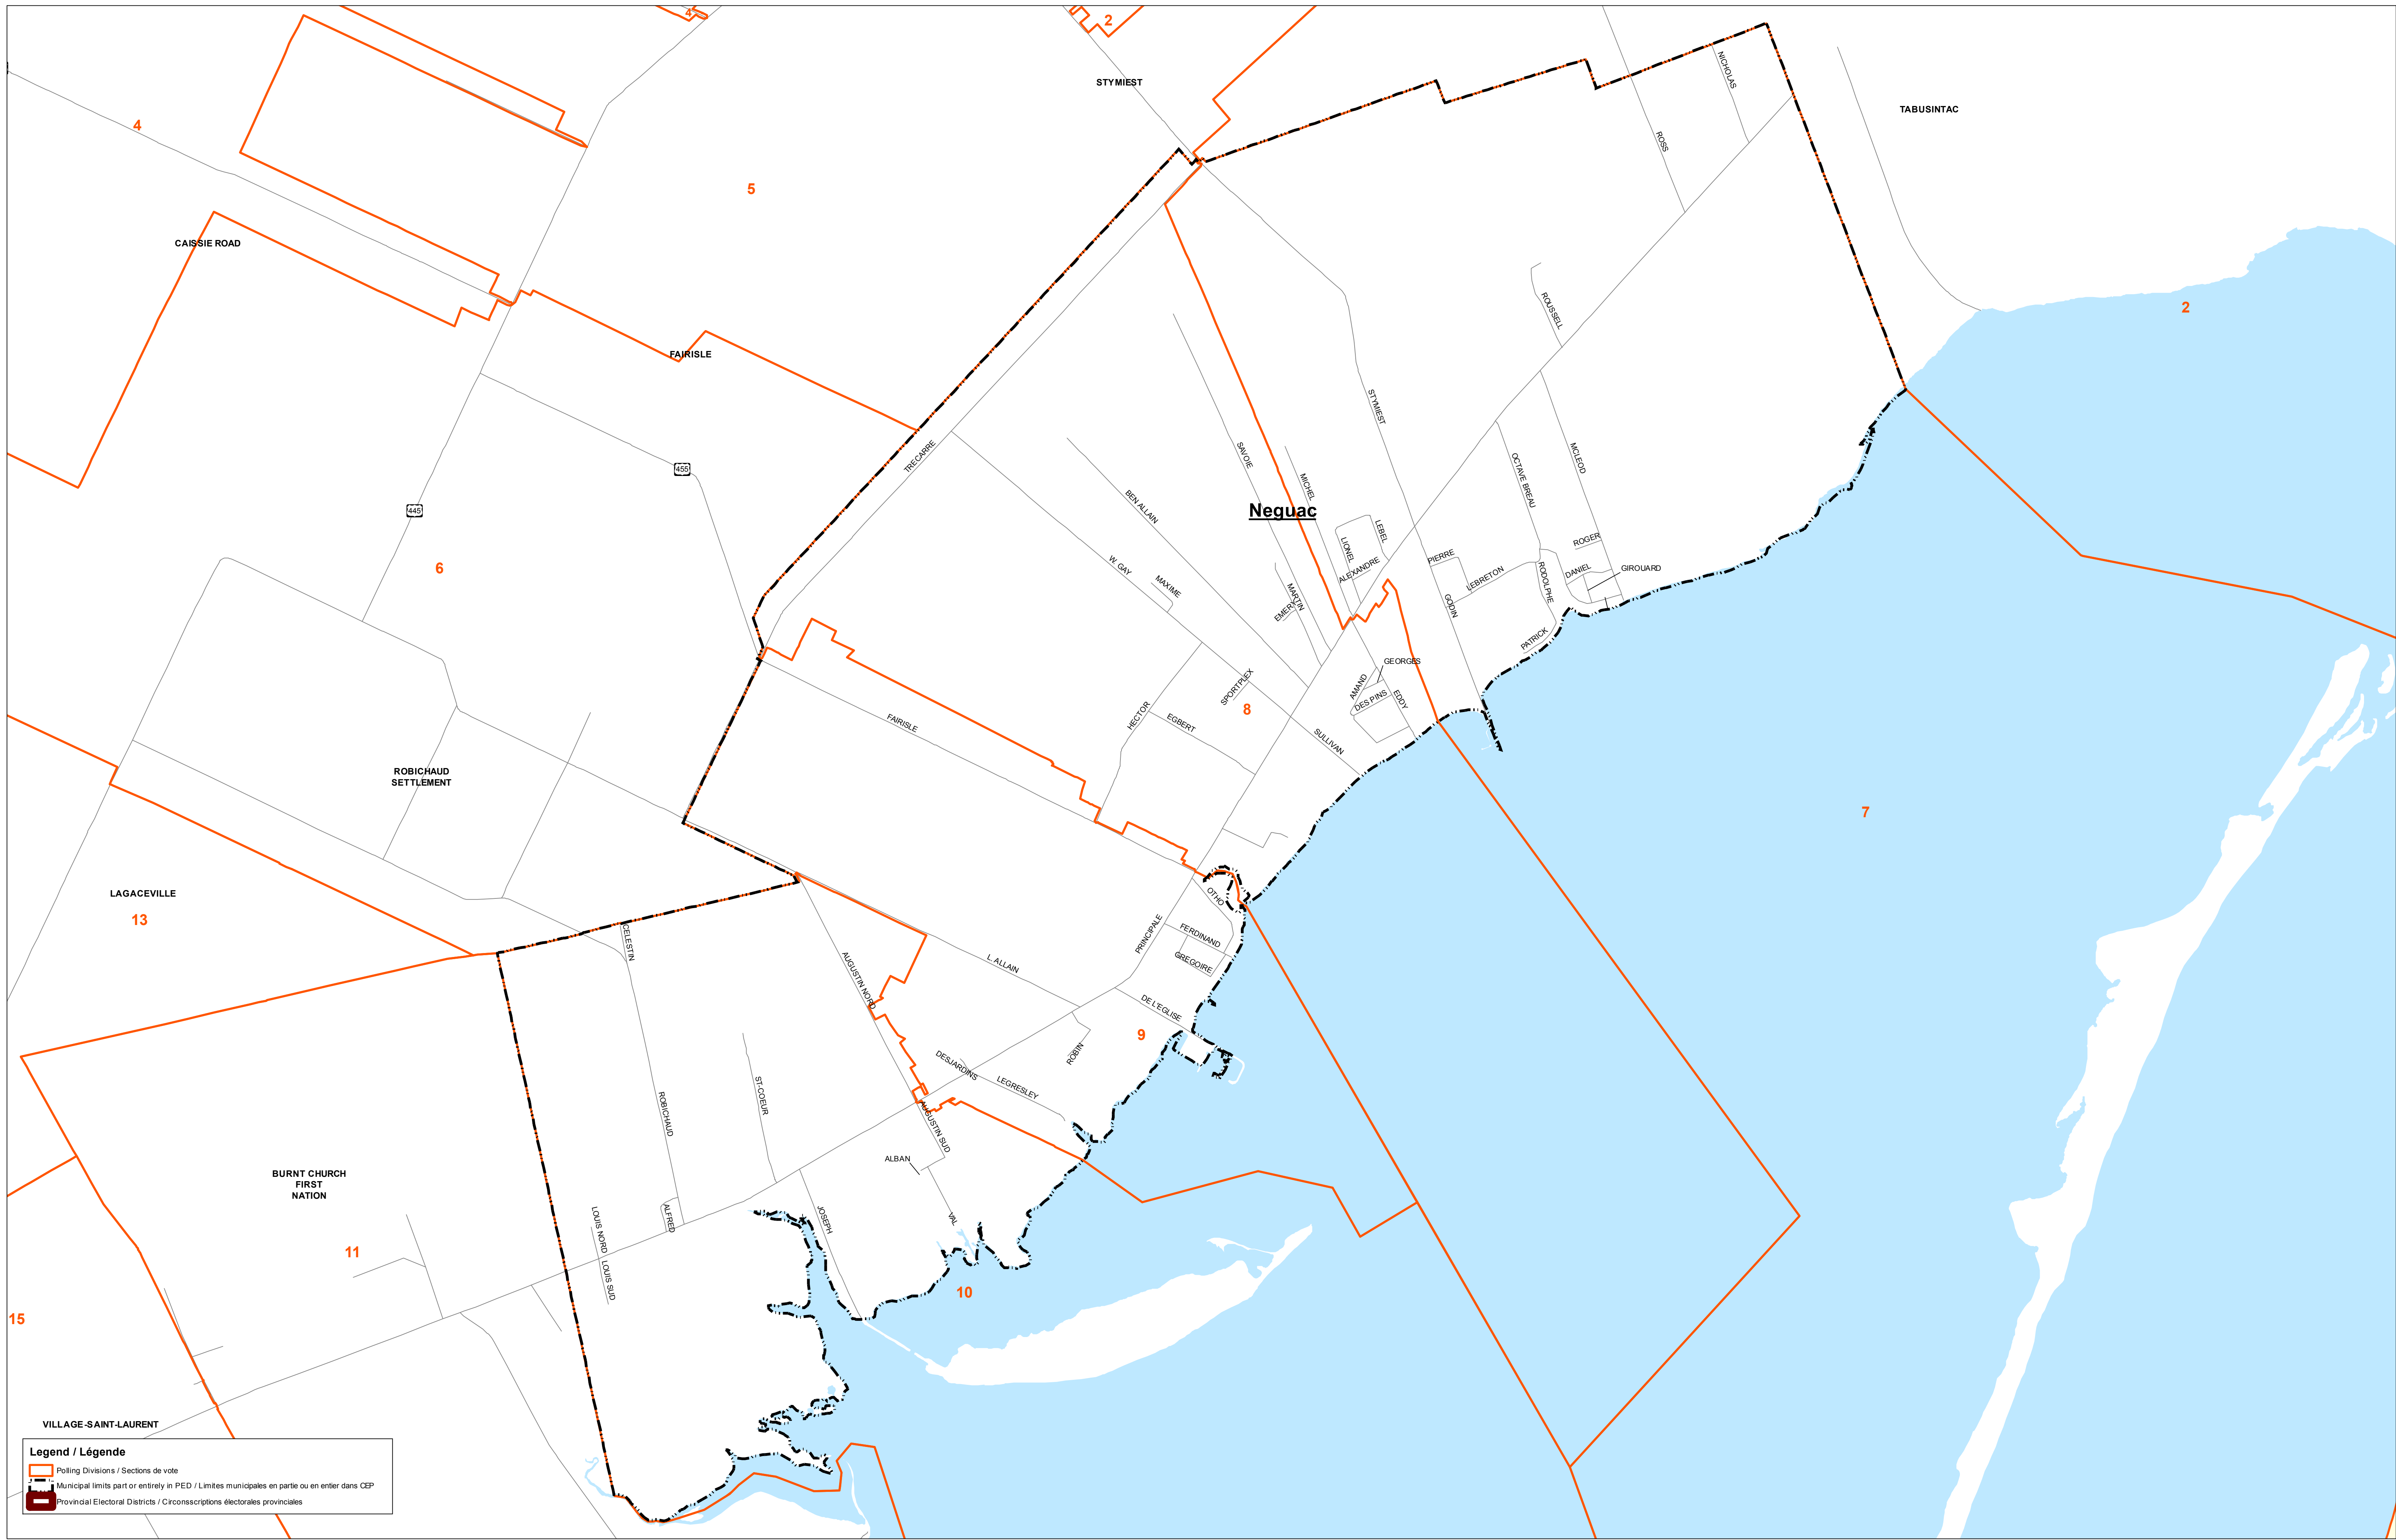 4
2
STYMIEST
NICHOLAS
TABUSINTAC
4
ROSS
5
CAISSIE ROAD
2
ROUSSELL
FAIRISLE
STYMIEST
TRECARRE
SAVOIE
MCLEOD
OCTAVE BREAU
455
MICHEL
BEN ALLAIN
Neguac
445
LEBEL
LIONEL
ROGER
PIERRE
W. GAY
6
ALEXANDRE
DANIEL
GIROUARD
MAXIME
LEBRETON
RODOLPHE
MARTIN
EMERY
GODIN
PATRICK
GEORGES
AMAND
SPORTPLEX
DES PINS
EDDY
8
HECTOR
EGBERT
FAIRISLE
SULLIVAN
ROBICHAUD
SETTLEMENT
7
LAGACEVILLE
13
OTHO
PRINCIPALE
FERDINAND
CELESTIN
GREGOIRE
L. ALLAIN
AUGUSTIN NORD
DE L'EGLISE
9
ROBIN
DESJARDINS
LEGRESLEY
ST-COEUR
ROBICHAUD
AUGUSTIN SUD
ALBAN
BURNT CHURCH
FIRST
NATION
ALFRED
JOSEPH
VAL
LOUIS NORD
11
LOUIS SUD
10
15
VILLAGE-SAINT-LAURENT
Legend / Légende
Polling Divisions / Sections de vote
Municipal limits part or entirely in PED / Limites municipales en partie ou en entier dans CEP
Provincial Electoral Districts / Circonsscriptions électorales provinciales